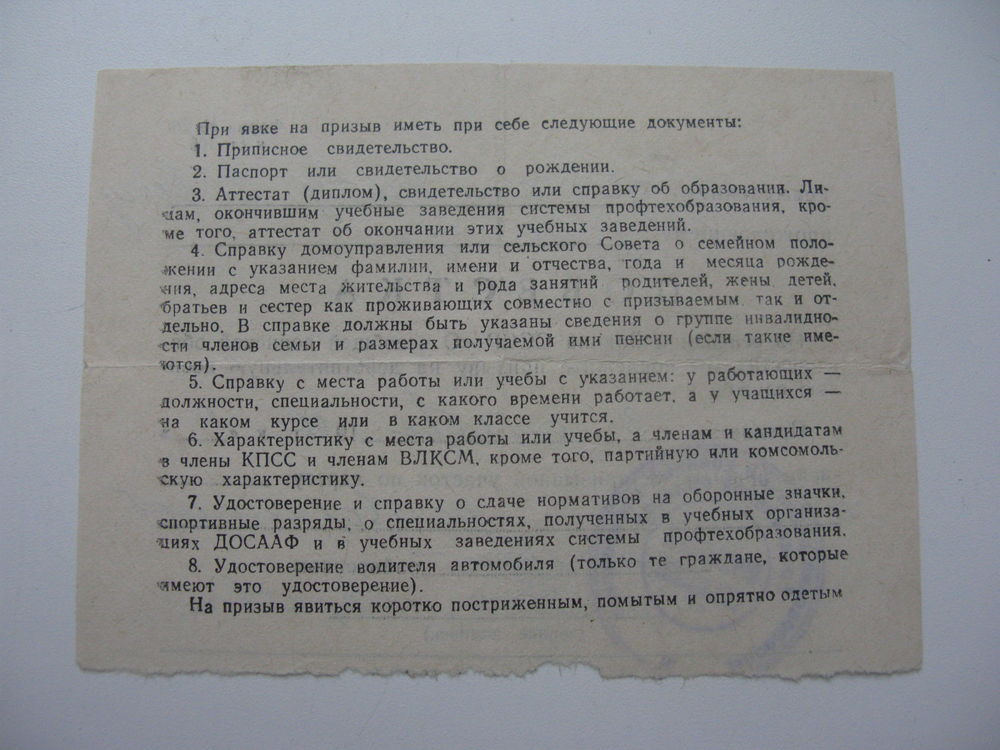 При явке на призыв иметь при себе следующие документы:
1. Приписное свидетельство.
2. Паспорт или свидетельство о рождении.
3. Аттестат (диплом), свидетельство или справку об образовании. Ли-
цам, окончившим учебные заведения системы профтехобразования, кро-
ме того, аттестат об окончании этих учебных заведений.
4. Справку домоуправления или сельского Совета о семейном поло-
жении с указанием фамилии, имени и отчества, года и месяца рожде-
ния, адреса места жительства и рода занятий родителей, жены детей,
братьев и сестер как проживающих совместно с призываемым, так и от-
дельно. В справке должны быть указаны сведения о группе инвалидно-
сти членов семьи и размерах получаемой ими пенсии (если такие име-
ются).
5. Справку с места работы или учебы с указанием: у работающих —
должности, специальности, с какого времени работает, а у учащихся —
на каком курсе или в каком классе учится.
6. Характеристику с места работы или учебы, а членам и кандидатам
в члены КПСС и членам ВЛКСМ, кроме того, партийную или комсомоль-
скую характеристику.
7. Удостоверение и справку о сдаче нормативов на оборонные значки,
спортивные разряды, о специальностях, полученных в учебных организа-
циях ДОСААФ и в учебных заведениях системы профтехобразования.
8. Удостоверение водителя автомобиля (только те граждане, которые
имеют это удостоверение).
На призыв явиться коротко постриженным, помытым и опрятно одетым